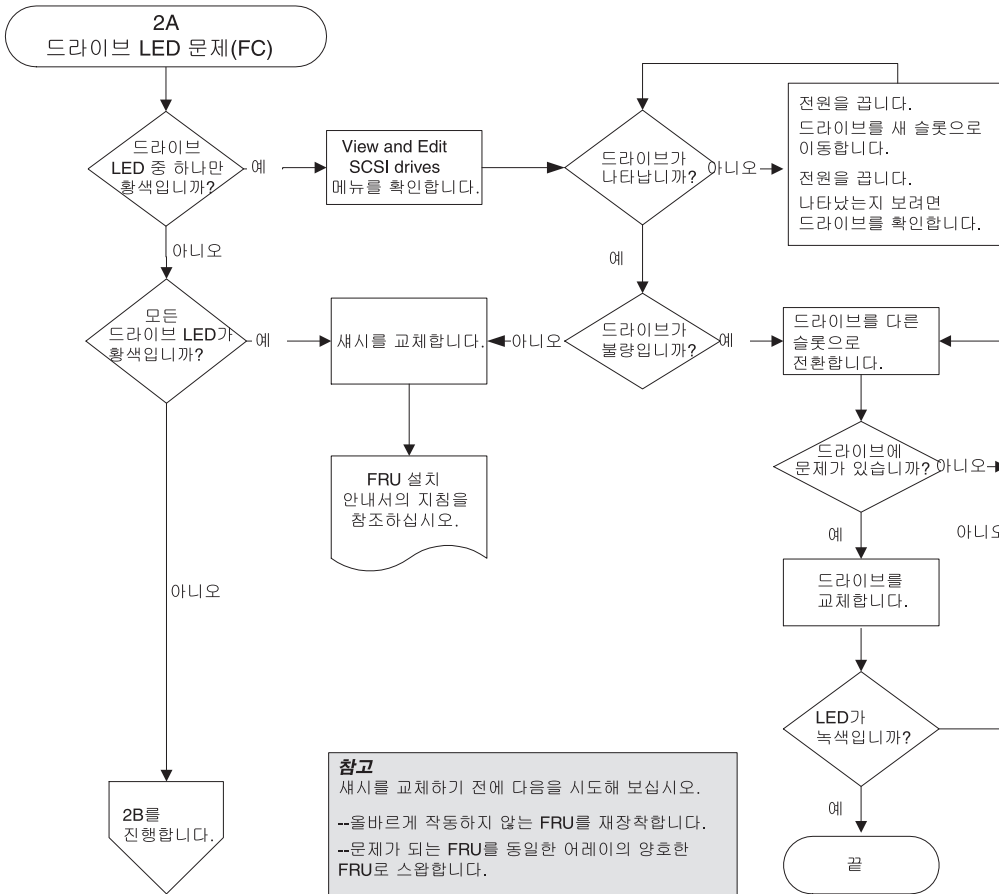 2A
드라이브 LED 문제(FC)
드라이브
LED 중 하나만
황색입니까?
예
View and Edit
SCSI drives
메뉴를 확인합니다.
드라이브가
나타납니까?
아니오
전원을 끕니다.
드라이브를 새 슬롯으로
이동합니다.
전원을 끕니다.
나타났는지 보려면
드라이브를 확인합니다.
아니오
예
모든
드라이브 LED가
황색입니까?
예
섀시를 교체합니다.
아니오
드라이브가
불량입니까?
예
드라이브를 다른
슬롯으로
전환합니다.
FRU 설치
안내서의 지침을
참조하십시오.
드라이브에
문제가 있습니까?
아니오
예
아니오
아니오
드라이브를
교체합니다.
LED가
녹색입니까?
예
끝
2B를
진행합니다.
참고
섀시를 교체하기 전에 다음을 시도해 보십시오.
--올바르게 작동하지 않는 FRU를 재장착합니다.
--문제가 되는 FRU를 동일한 어레이의 양호한
FRU로 스왑합니다.